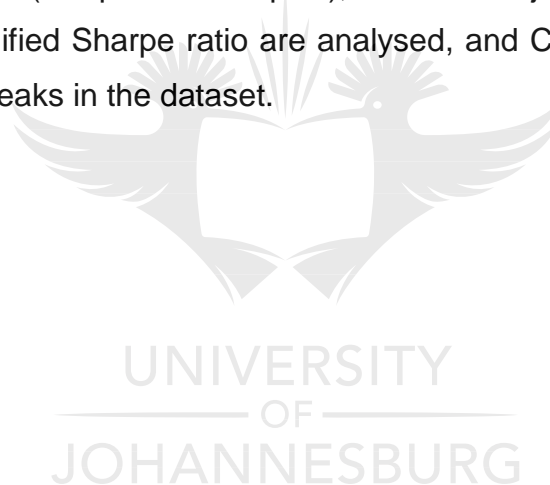 ified Sharpe ratio are analysed, and C
eaks in the dataset.
UNIVERSITY
OF
JOHANNESBURG